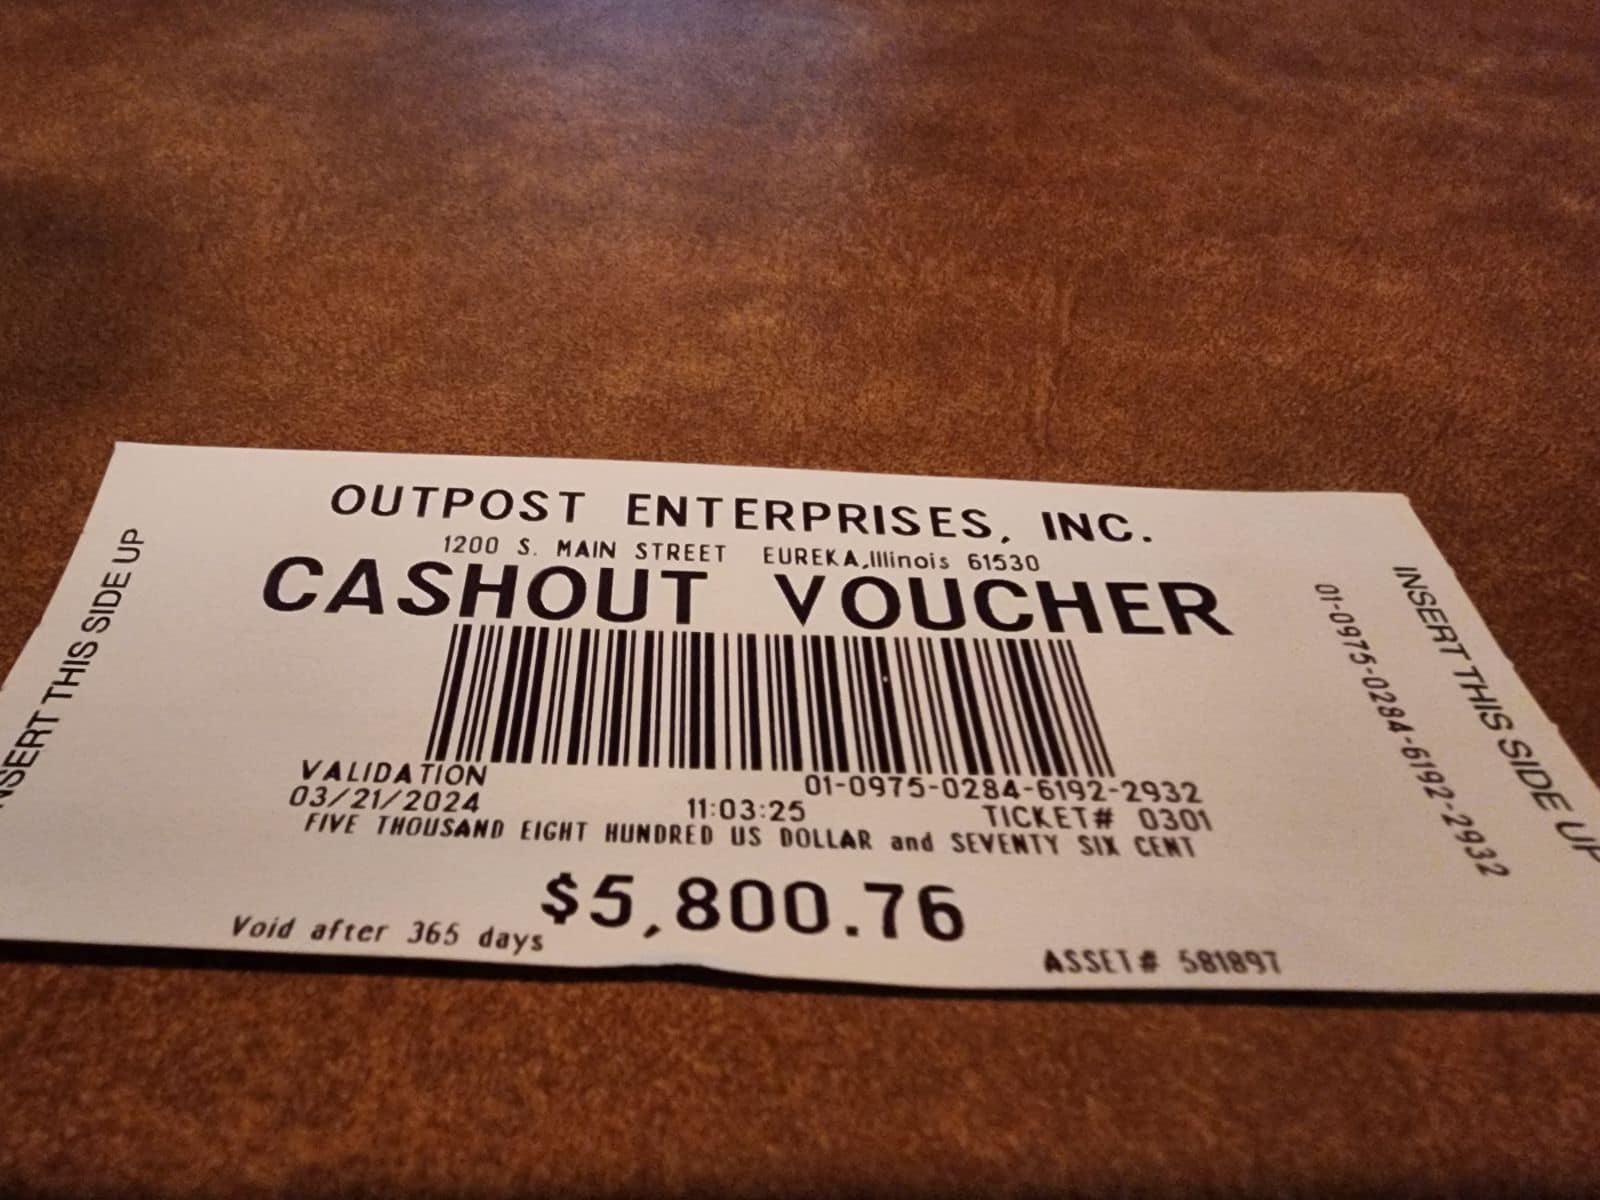 OUTPOST ENTERPRISES, INC.
1200 S. MAIN STREET EUREKA,Illinois 61530
CASHOUT VOUCHER
INSERT THIS SIDE UP
VALIDATION 01-0975-0284-6192-2932
03/21/2024 11:03:25 TICKET# 0301
FIVE THOUSAND EIGHT HUNDRED US DOLLAR and SEVENTY SIX CENT
$5,800.76
Void after 365 days
ASSET# 581897
01-0975-0284-6192-2932
INSERT THIS SIDE UP